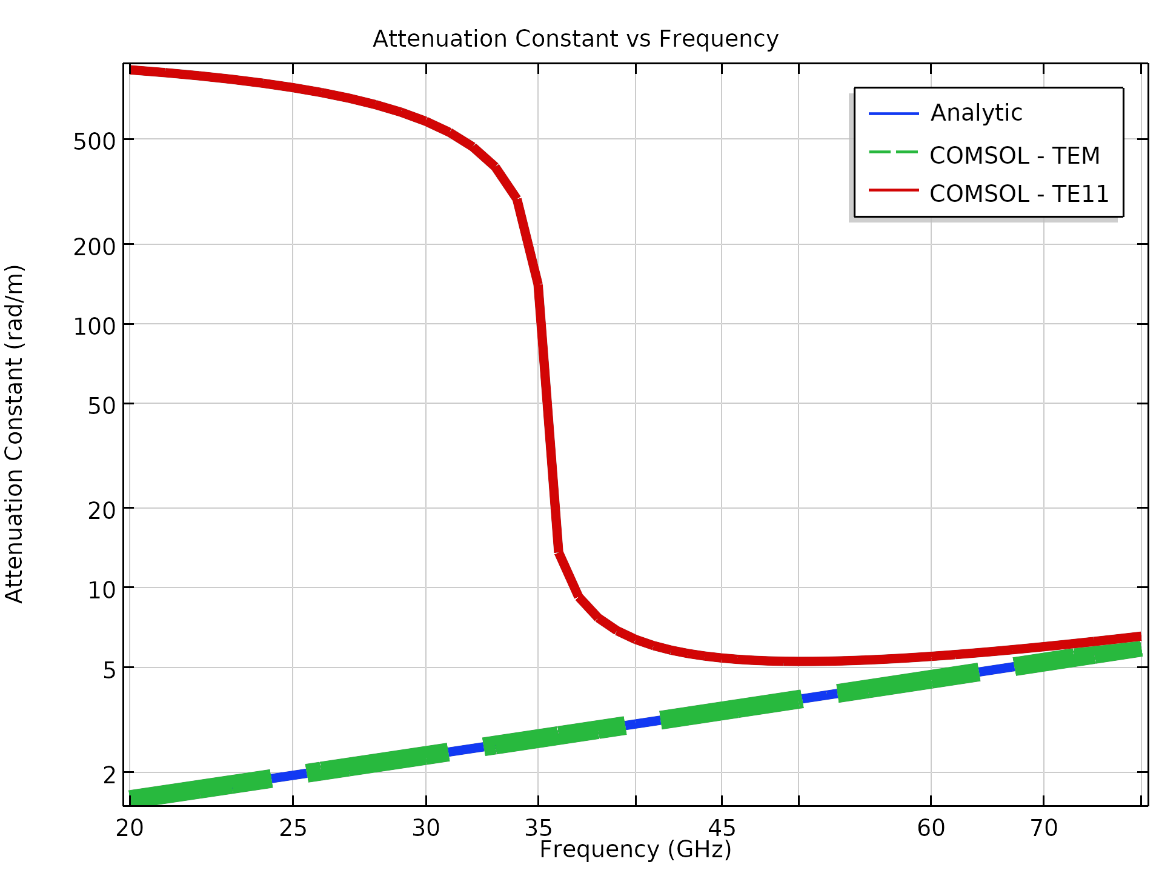 Attenuation Constant vs Frequency
Analytic
COMSOL - TEM
COMSOL - TE11
Attenuation Constant (rad/m)
500
200
100
50
20
10
5
2
20 25 30 35 45 60 70
Frequency (GHz)